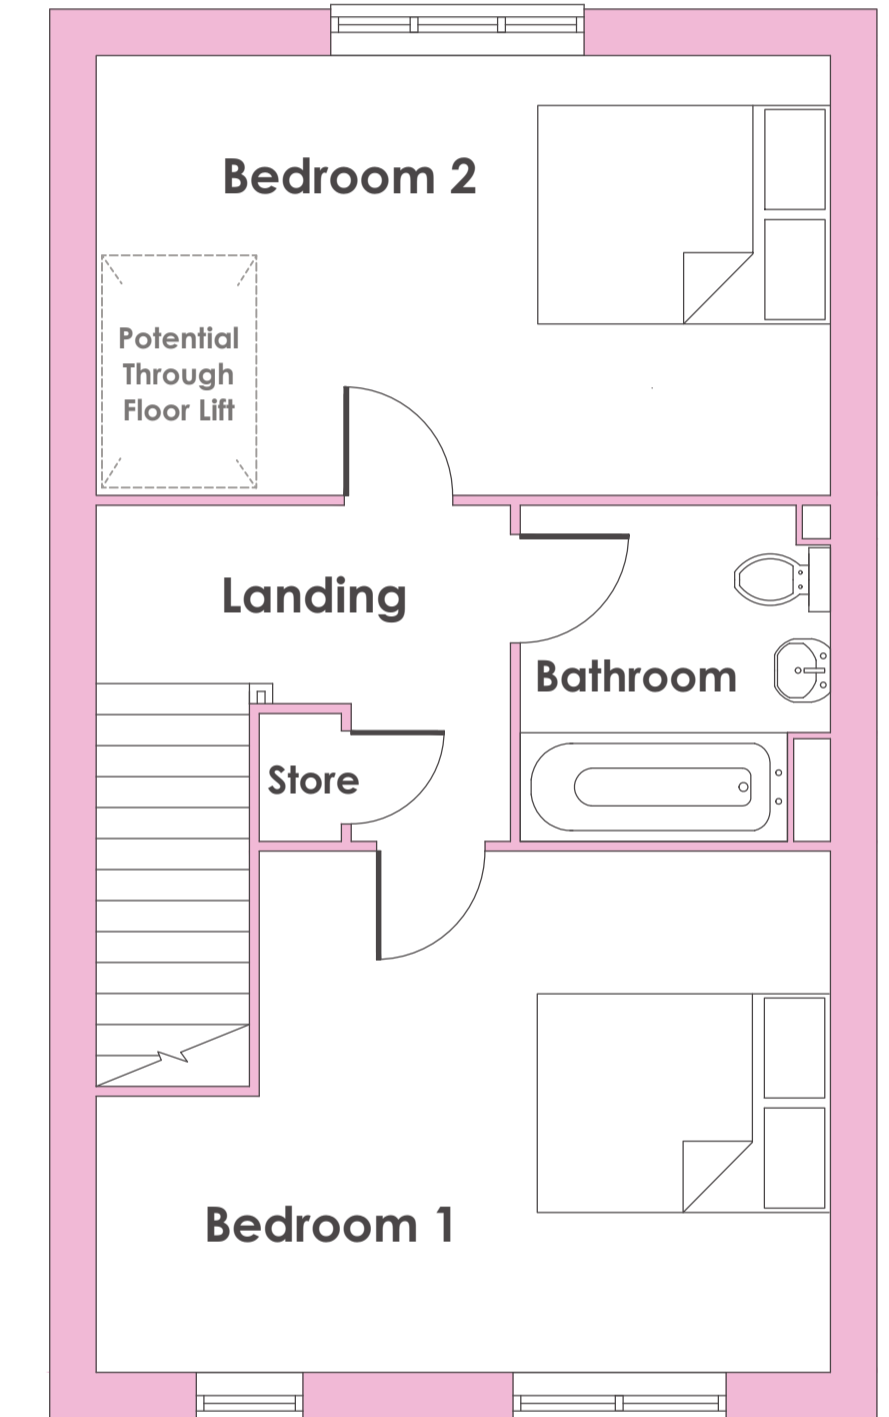 Bedroom 2
Potential
Through
Floor Lift
Landing
Bathroom
Store
Bedroom 1